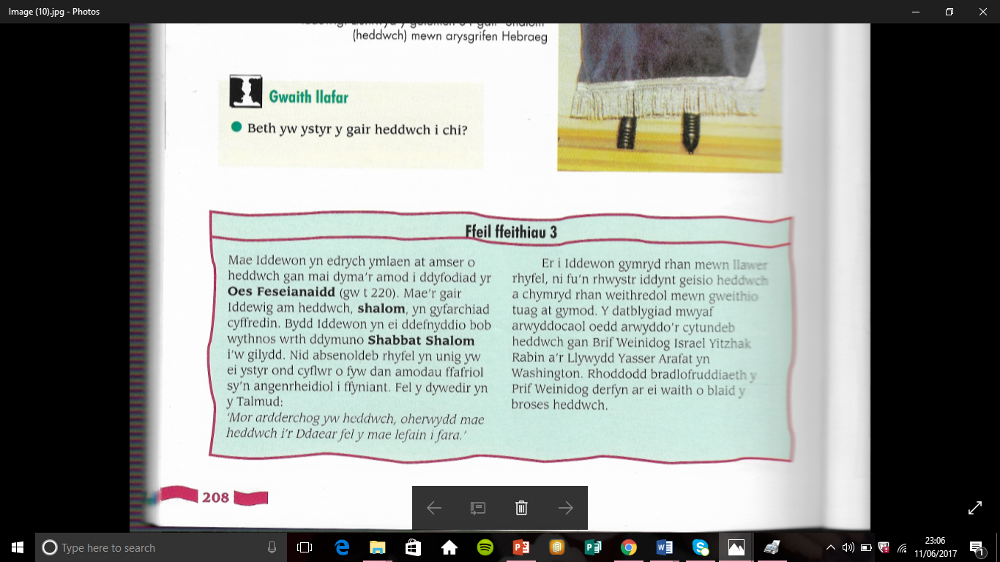 Image (10).jpg - Photos
(heddwch) mewn arysgrifen Hebraeg
Gwaith llafar
Beth yw ystyr y gair heddwch i chi?
Ffeil ffeithiau 3
Mae Iddewon yn edrych ymlaen at amser o
heddwch gan mai dyma'r amod i ddyfodiad yr
Oes Feseianaidd (gw t 220). Mae'r gair
Iddewig am heddwch, shalom, yn gyfarchiad
cyffredin. Bydd Iddewon yn ei ddefnyddio bob
wythnos wrth ddymuno Shabbat Shalom
i'w gilydd. Nid absenoldeb rhyfel yn unig yw
ei ystyr ond cyflwr o fyw dan amodau ffafriol
sy'n angenrheidiol i ffyniant. Fel y dywedir yn
y Talmud:
'Mor ardderchog yw heddwch, oherwydd mae
heddwch i'r Ddaear fel y mae lefain i fara.'
Er i Iddewon gymryd rhan mewn llawer
rhyfel, ni fu'n rhwystr iddynt geisio heddwch
a chymryd rhan weithredol mewn gweithio
tuag at gymod. Y datblygiad mwyaf
arwyddocaol oedd arwyddo'r cytundeb
heddwch gan Brif Weinidog Israel Yitzhak
Rabin a'r Llywydd Yasser Arafat yn
Washington. Rhoddodd bradlofruddiaeth y
Prif Weinidog derfyn ar ei waith o blaid y
broses heddwch.
208
Type here to search
23:06
11/06/2017
1